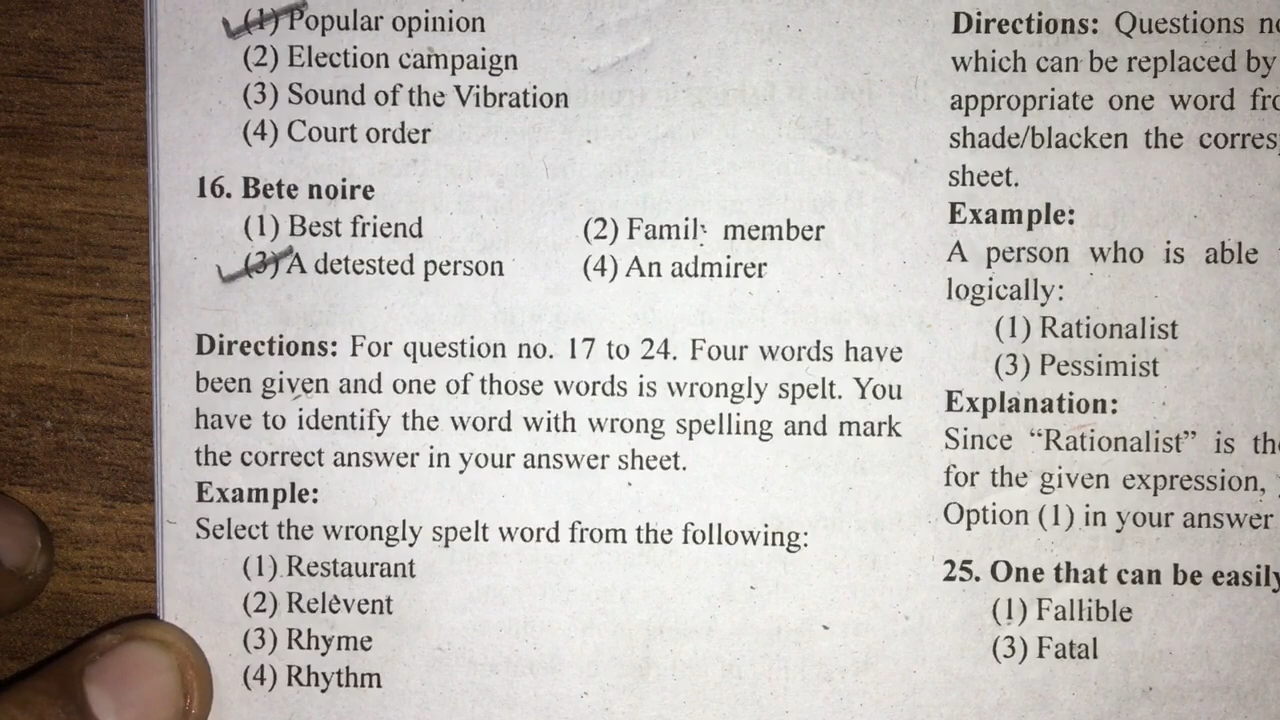 (1) Popular opinion
(2) Election campaign
(3) Sound of the Vibration
(4) Court order
16. Bete noire
(1) Best friend
(2) Family member
(3) A detested person
(4) An admirer
Directions: For question no. 17 to 24. Four words have
been given and one of those words is wrongly spelt. You
have to identify the word with wrong spelling and mark
the correct answer in your answer sheet.
Example:
Select the wrongly spelt word from the following:
(1) Restaurant
(2) Relevent
(3) Rhyme
(4) Rhythm
Directions: Questions
which can be replaced by
appropriate one word
shade/blacken the
sheet.
Example:
A person who is able
logically:
(1) Rationalist
(3) Pessimist
Explanation:
Since “Rationalist” is
for the given expression,
Option (1) in your answer
25. One that can be easily
(1) Fallible
(3) Fatal